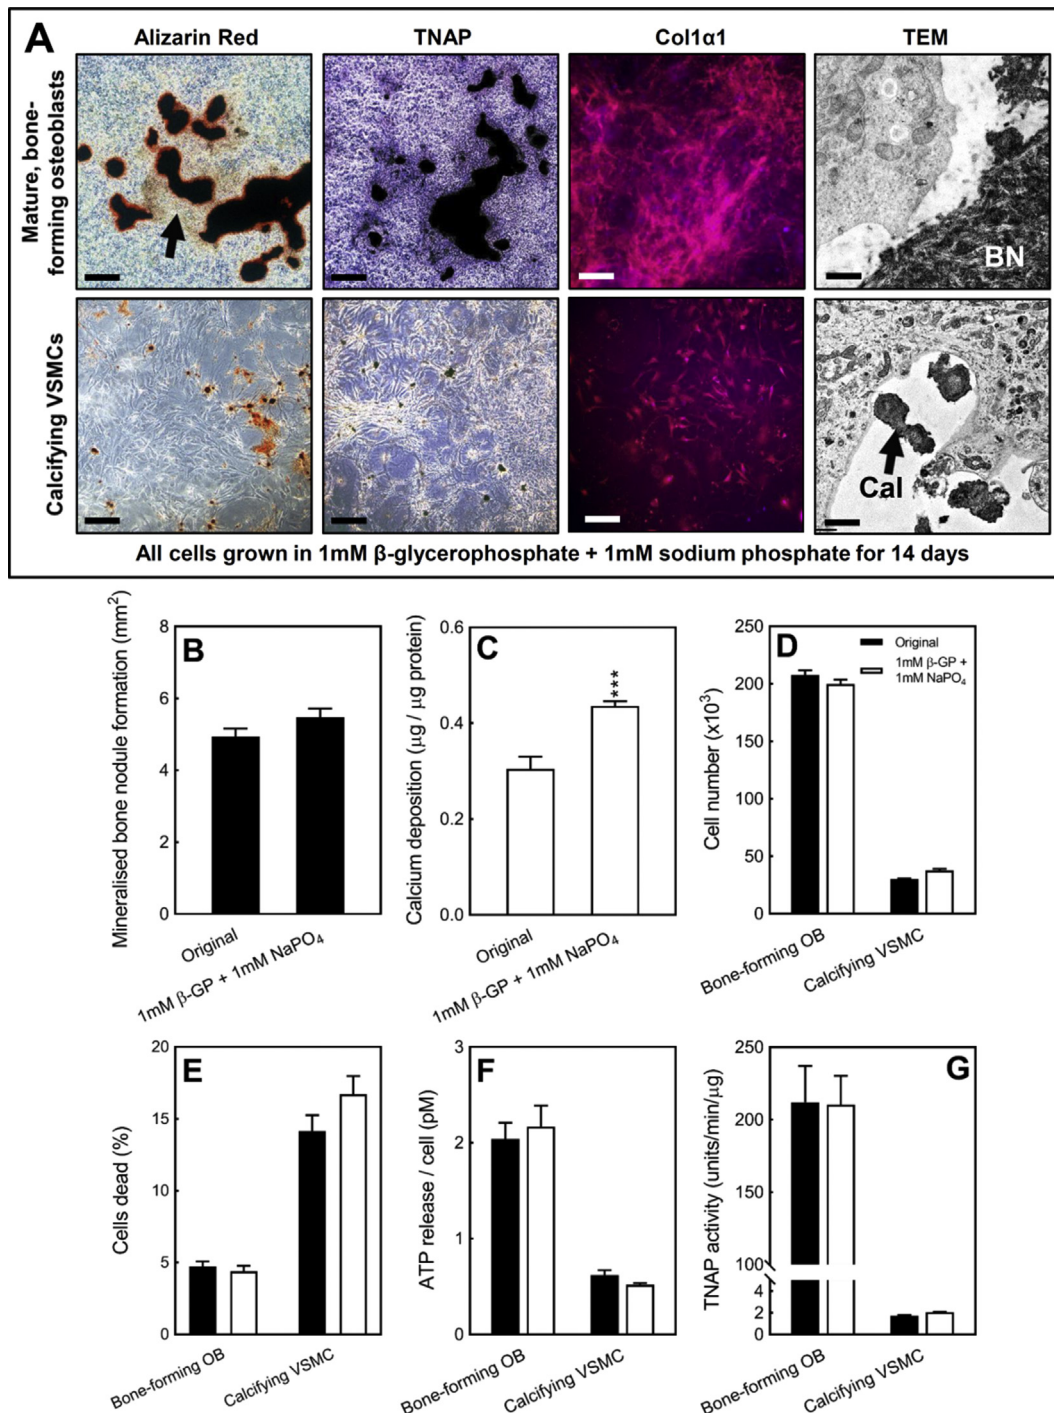 A
Alizarin Red
TNAP
Col1α1
TEM
Mature, bone-
forming osteoblasts
BN
Calcifying VSMCs
Cal
All cells grown in 1mM β-glycerophosphate + 1mM sodium phosphate for 14 days
B
Mineralised bone nodule formation (mm²)
8
6
4
2
0
Original
1mM β-GP + 1mM NaPO₄
C
Calcium deposition (μg / μg protein)
0.6
0.4
0.2
0.0
***
Original
1mM β-GP + 1mM NaPO₄
D
Cell number (x10³)
250
200
150
100
50
0
Original
1mM β-GP +
1mM NaPO₄
Bone-forming OB
Calcifying VSMC
E
Cells dead (%)
20
15
10
5
0
Bone-forming OB
Calcifying VSMC
F
ATP release / cell (pM)
3
2
1
0
Bone-forming OB
Calcifying VSMC
G
TNAP activity (units/min/μg)
250
200
150
100
4
2
0
Bone-forming OB
Calcifying VSMC